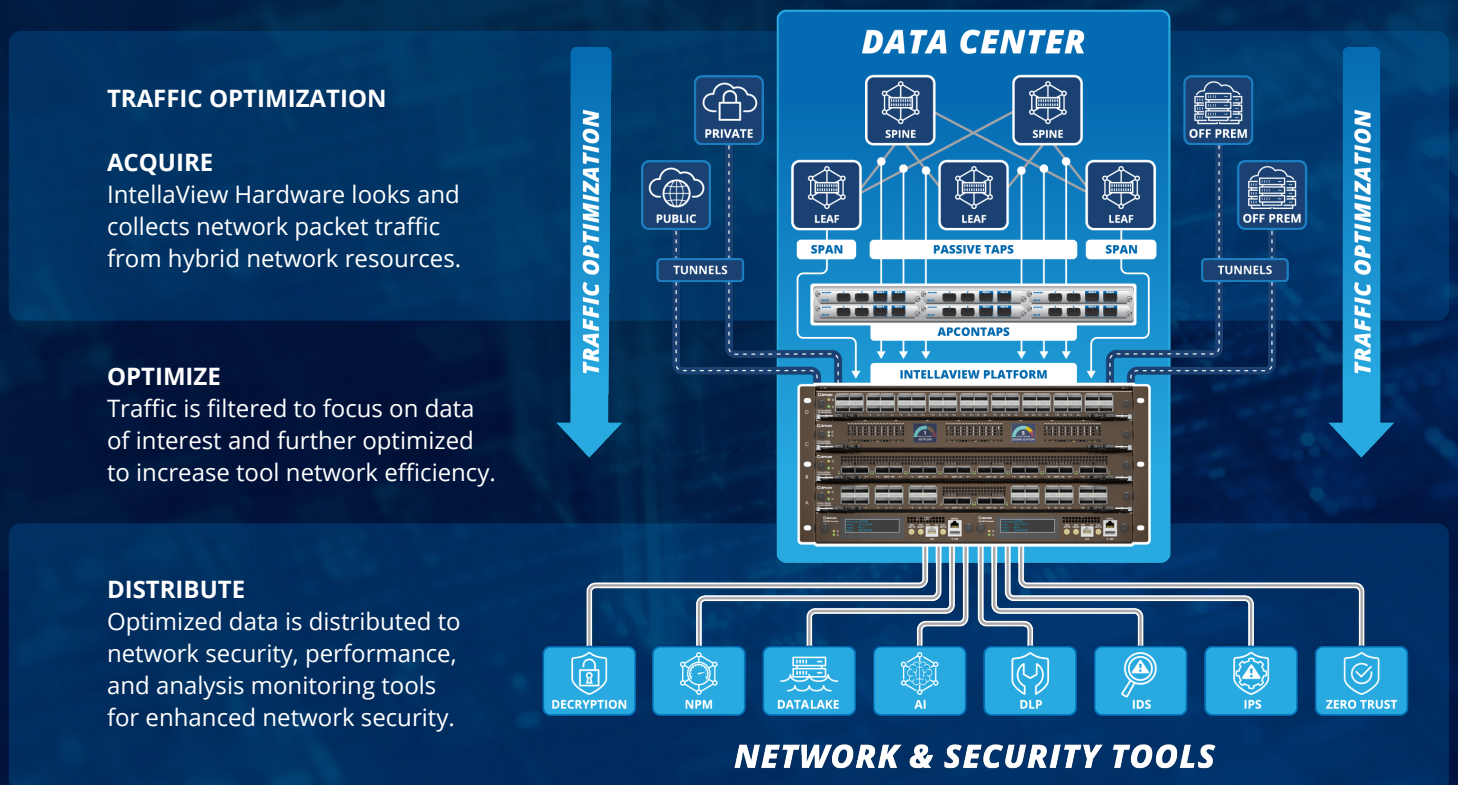 TRAFFIC OPTIMIZATION
ACQUIRE
IntellaView Hardware looks and
collects network packet traffic
from hybrid network resources.
OPTIMIZE
Traffic is filtered to focus on data
of interest and further optimized
to increase tool network efficiency.
DISTRIBUTE
Optimized data is distributed to
network security, performance,
and analysis monitoring tools
for enhanced network security.
TRAFFIC OPTIMIZATION
DATA CENTER
PRIVATE
PUBLIC
TUNNELS
SPINE
SPINE
LEAF
LEAF
LEAF
SPAN
PASSIVE TAPS
SPAN
APCONTAPS
INTELLAVIEW PLATFORM
OFF PREM
OFF PREM
TUNNELS
TRAFFIC OPTIMIZATION
D
C
B
A
DECRYPTION
NPM
DATALAKE
AI
DLP
IDS
IPS
ZERO TRUST
NETWORK & SECURITY TOOLS